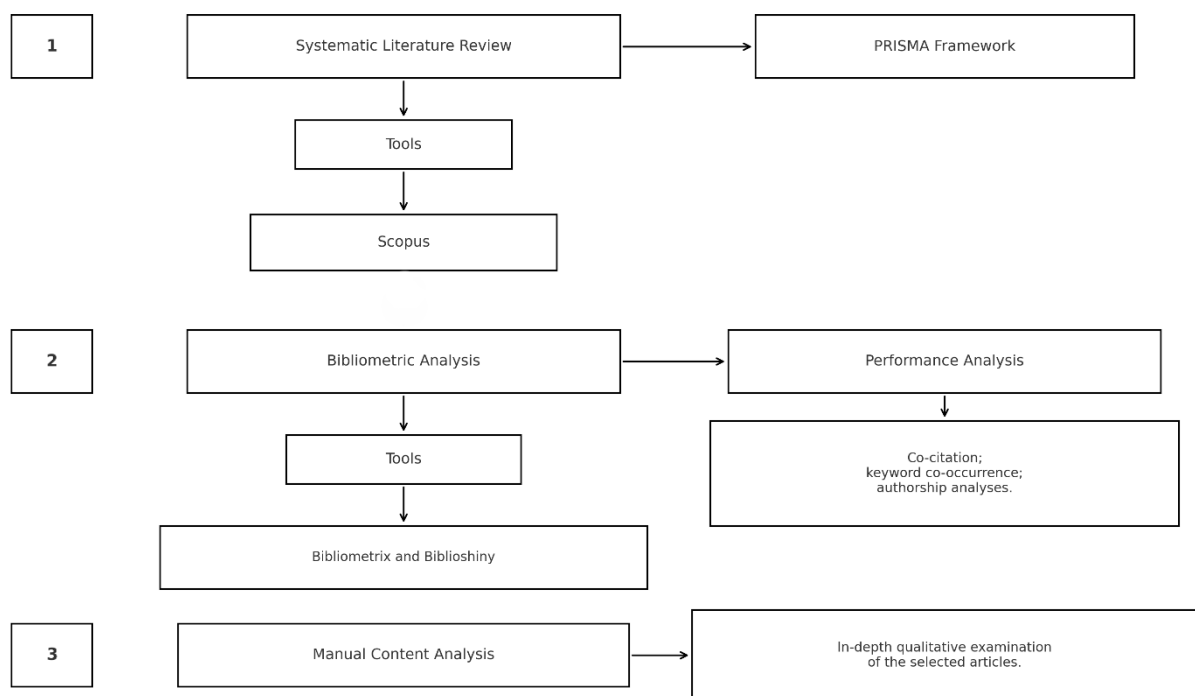 1
Systematic Literature Review
PRISMA Framework
Tools
Scopus
2
Bibliometric Analysis
Performance Analysis
Tools
Co-citation;
keyword co-occurrence;
authorship analyses.
Bibliometrix and Biblioshiny
3
Manual Content Analysis
In-depth qualitative examination
of the selected articles.